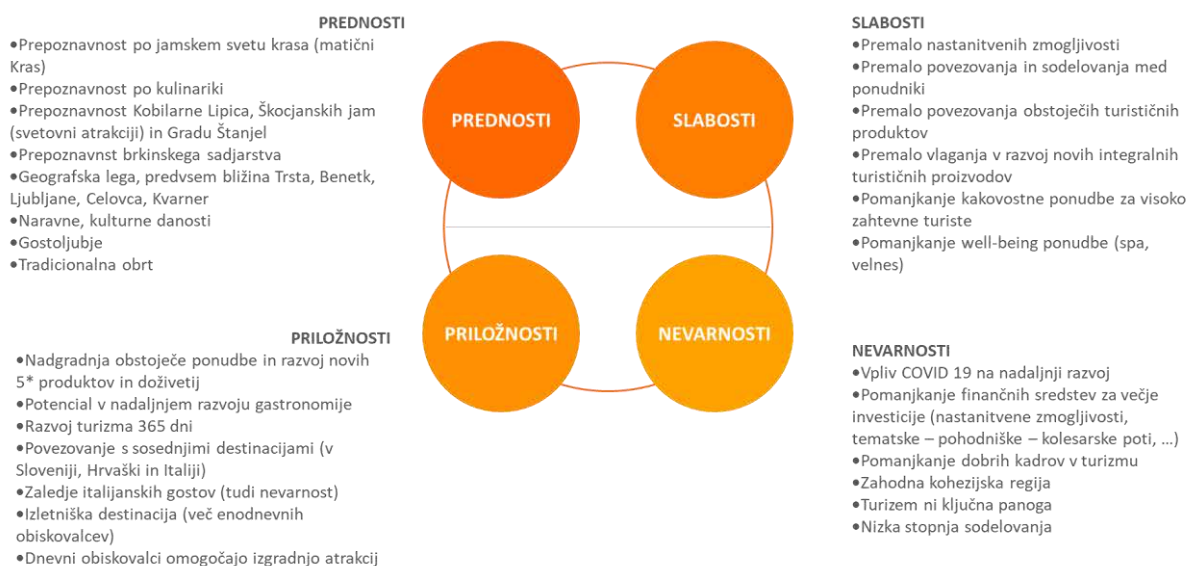 PREDNOSTI
•Prepoznavnost po jamskem svetu krasa (matični
Kras)
•Prepoznavnost po kulinariki
•Prepoznavnost Kobilarne Lipica, Škocjanskih jam
(svetovni atrakciji) in Gradu Štanjel
•Prepoznavnst brkinskega sadjarstva
•Geografska lega, predvsem bližina Trsta, Benetk,
Ljubljane, Celovca, Kvarner
•Naravne, kulturne danosti
•Gostoljubje
•Tradicionalna obrt
PREDNOSTI
SLABOSTI
SLABOSTI
•Premalo nastanitvenih zmogljivosti
•Premalo povezovanja in sodelovanja med
ponudniki
•Premalo povezovanja obstoječih turističnih
produktov
•Premalo vlaganja v razvoj novih integralnih
turističnih proizvodov
•Pomanjkanje kakovostne ponudbe za visoko
zahtevne turiste
•Pomanjkanje well-being ponudbe (spa,
velnes)
PRILOŽNOSTI
•Nadgradnja obstoječe ponudbe in razvoj novih
5* produktov in doživetij
•Potencial v nadaljnjem razvoju gastronomije
•Razvoj turizma 365 dni
•Povezovanje s sosednjimi destinacijami (v
Sloveniji, Hrvaški in Italiji)
•Zaledje italijanskih gostov (tudi nevarnost)
•Izletniška destinacija (več enodnevnih
obiskovalcev)
•Dnevni obiskovalci omogočajo izgradnjo atrakcij
PRILOŽNOSTI
NEVARNOSTI
NEVARNOSTI
•Vpliv COVID 19 na nadaljnji razvoj
•Pomanjkanje finančnih sredstev za večje
investicije (nastanitvene zmogljivosti,
tematske – pohodniške – kolesarske poti, …)
•Pomanjkanje dobrih kadrov v turizmu
•Zahodna kohezijska regija
•Turizem ni ključna panoga
•Nizka stopnja sodelovanja